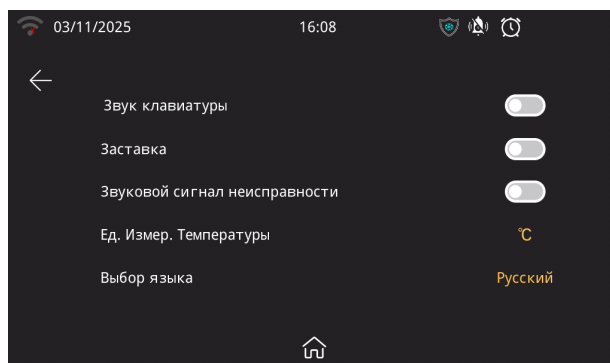 03/11/2025 16:08
Звук клавиатуры
Заставка
Звуковой сигнал неисправности
Ед. Измер. Температуры ℃
Выбор языка Русский